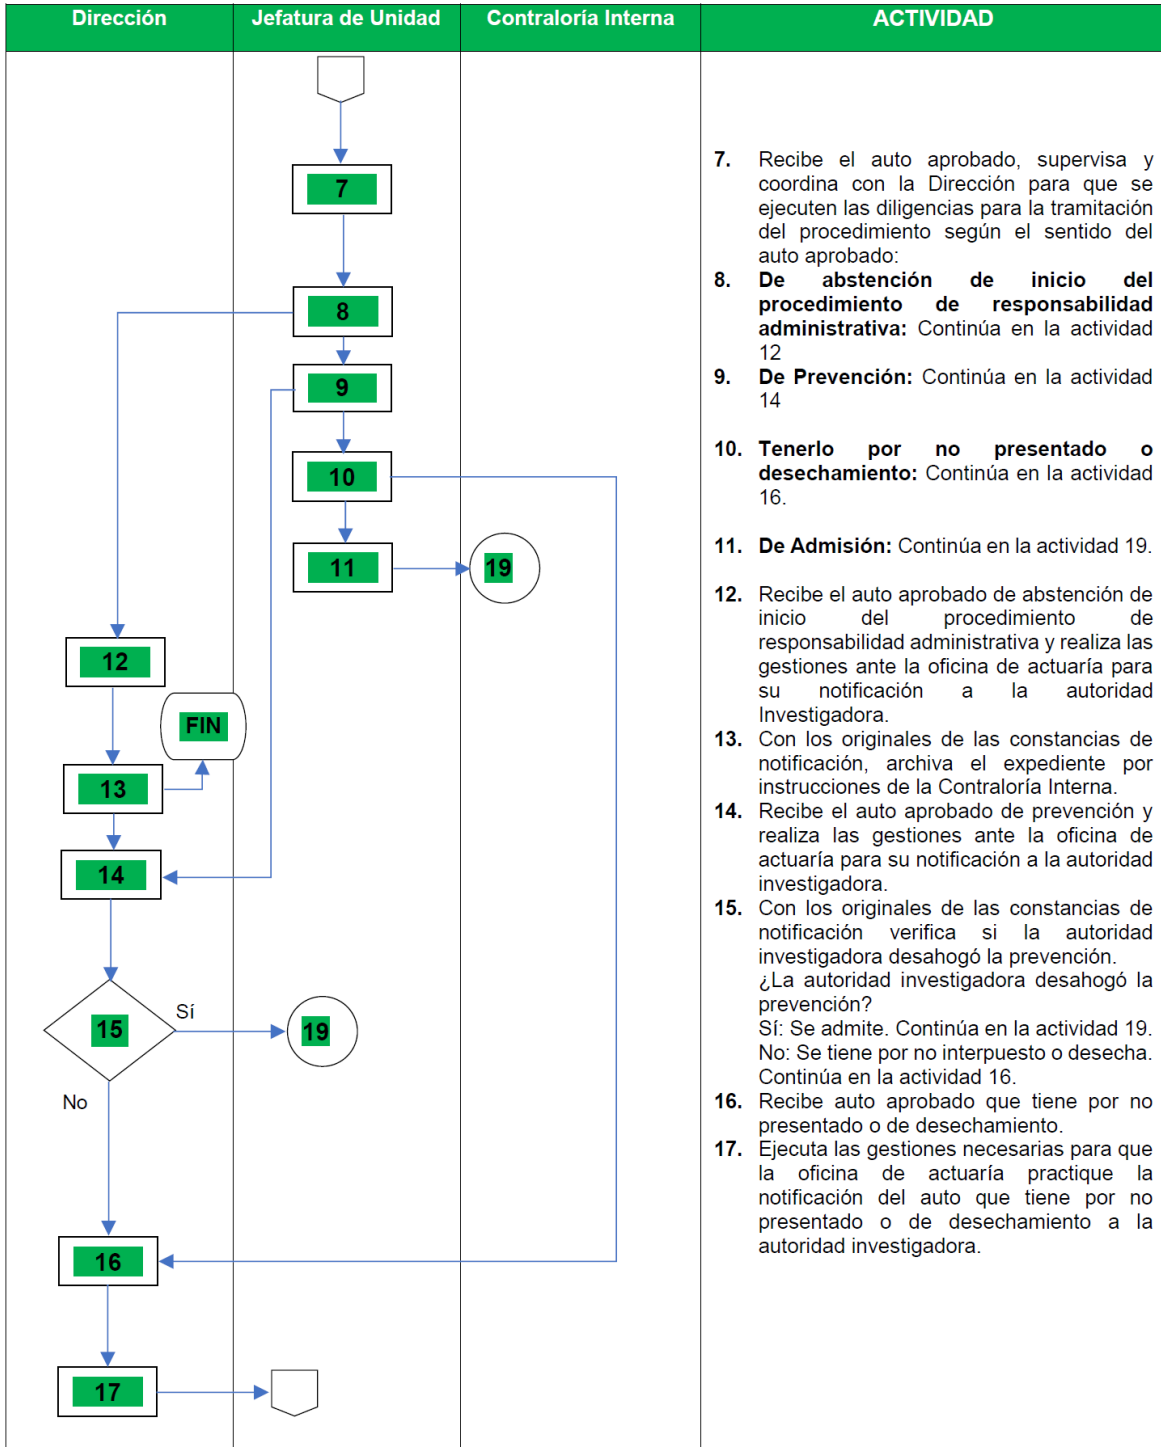 Dirección
Jefatura de Unidad
Contraloría Interna
ACTIVIDAD
7
8
9
10
11
19
12
FIN
13
14
15
Sí
19
No
16
17
7. Recibe el auto aprobado, supervisa y
coordina con la Dirección para que se
ejecuten las diligencias para la tramitación
del procedimiento según el sentido del
auto aprobado:
8. De abstención de inicio del
procedimiento de responsabilidad
administrativa: Continúa en la actividad
12
9. De Prevención: Continúa en la actividad
14
10. Tenerlo por no presentado o
desechamiento: Continúa en la actividad
16.
11. De Admisión: Continúa en la actividad 19.
12. Recibe el auto aprobado de abstención de
inicio del procedimiento de
responsabilidad administrativa y realiza las
gestiones ante la oficina de actuaría para
su notificación a la autoridad
Investigadora.
13. Con los originales de las constancias de
notificación, archiva el expediente por
instrucciones de la Contraloría Interna.
14. Recibe el auto aprobado de prevención y
realiza las gestiones ante la oficina de
actuaría para su notificación a la autoridad
investigadora.
15. Con los originales de las constancias de
notificación verifica si la autoridad
investigadora desahogó la prevención.
¿La autoridad investigadora desahogó la
prevención?
Sí: Se admite. Continúa en la actividad 19.
No: Se tiene por no interpuesto o desecha.
Continúa en la actividad 16.
16. Recibe auto aprobado que tiene por no
presentado o de desechamiento.
17. Ejecuta las gestiones necesarias para que
la oficina de actuaría practique la
notificación del auto que tiene por no
presentado o de desechamiento a la
autoridad investigadora.